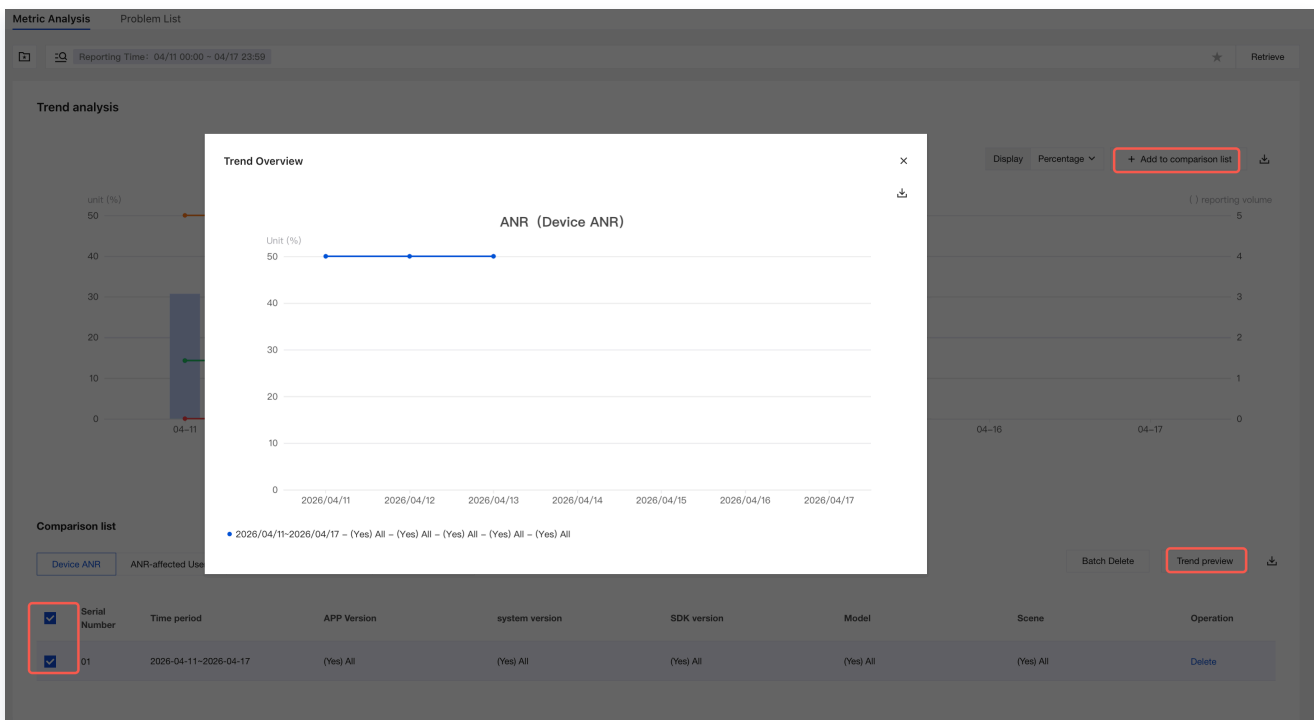 Metric Analysis Problem List
Reporting Time: 04/11 00:00 - 04/17 23:59 Retrieve
Trend analysis
Trend Overview
Display Percentage + Add to comparison list
unit (%) ( ) reporting volume
ANR (Device ANR)
Unit (%)
50 5
40 4
30 3
20 2
10 1
0 0
04-11 04-16 04-17
50
40
30
20
10
0
2026/04/11 2026/04/12 2026/04/13 2026/04/14 2026/04/15 2026/04/16 2026/04/17
2026/04/11~2026/04/17 - (Yes) All - (Yes) All - (Yes) All - (Yes) All - (Yes) All
Comparison list
Device ANR ANR-affected Use Batch Delete Trend preview
Serial Number Time period APP Version system version SDK version Model Scene Operation
01 2026-04-11~2026-04-17 (Yes) All (Yes) All (Yes) All (Yes) All (Yes) All Delete